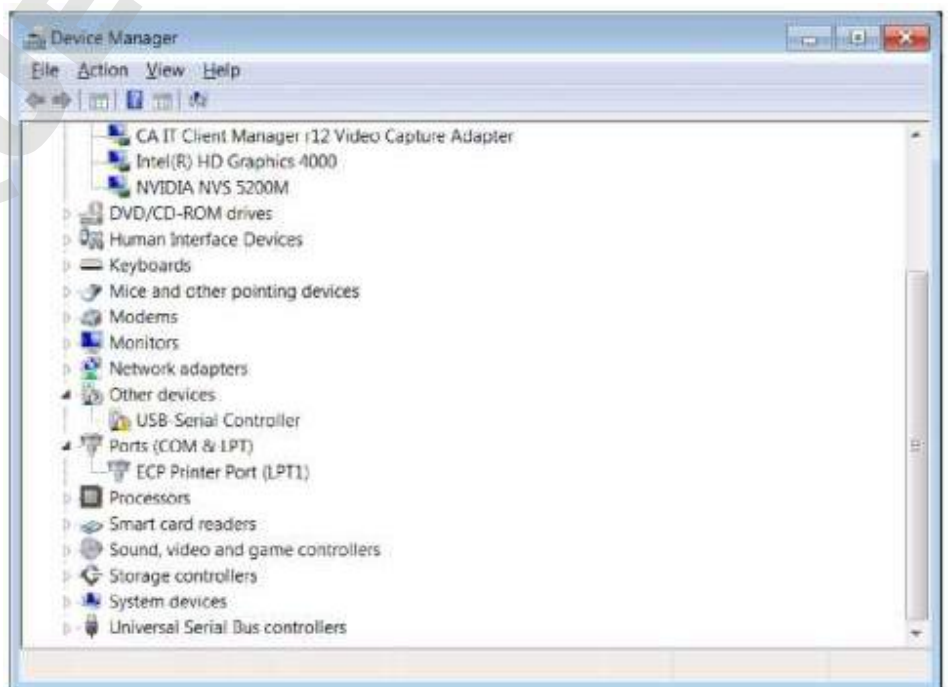 Device Manager
File Action View Help
CA IT Client Manager r12 Video Capture Adapter
Intel(R) HD Graphics 4000
NVIDIA NVS 5200M
DVD/CD-ROM drives
Human Interface Devices
Keyboards
Mice and other pointing devices
Modems
Monitors
Network adapters
Other devices
USB-Serial Controller
Ports (COM & LPT)
ECP Printer Port (LPT1)
Processors
Smart card readers
Sound, video and game controllers
Storage controllers
System devices
Universal Serial Bus controllers